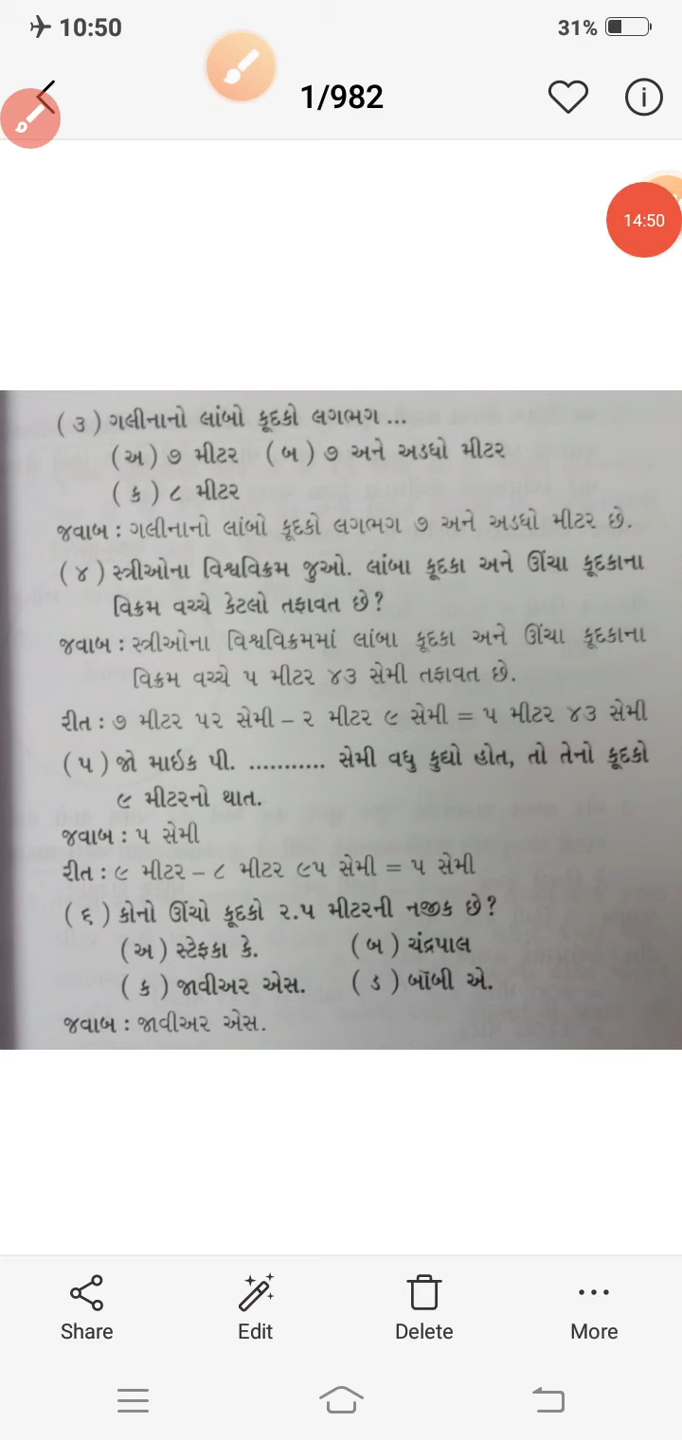 10:50
31%
1/982
14:50
(૩) ગલીનાનો લાંબો કૂદકો લગભગ ...
(અ) ૭ મીટર (બ) ૭ અને અડધો મીટર
(ક) ૮ મીટર
જવાબ : ગલીનાનો લાંબો કૂદકો લગભગ ૭ અને અડધો મીટર છે.
(૪) સ્ત્રીઓના વિશ્વવિક્રમ જુઓ. લાંબા કૂદકા અને ઊંચા કૂદકાના
વિક્રમ વચ્ચે કેટલો તફાવત છે?
જવાબ : સ્ત્રીઓના વિશ્વવિક્રમમાં લાંબા કૂદકા અને ઊંચા કૂદકાના
વિક્રમ વચ્ચે ૫ મીટર ૪૩ સેમી તફાવત છે.
રીત : ૭ મીટર ૫૨ સેમી – ૨ મીટર ૯ સેમી = ૫ મીટર ૪૩ સેમી
(૫) જો માઇક પી. ........... સેમી વધુ કુદ્યો હોત, તો તેનો કૂદકો
૯ મીટરનો થાત.
જવાબ : ૫ સેમી
રીત : ૯ મીટર – ૮ મીટર ૯૫ સેમી = ૫ સેમી
(૬) કોનો ઊંચો કૂદકો ૨.૫ મીટરની નજીક છે?
(અ) સ્ટેફકા કે. (બ) ચંદ્રપાલ
(ક) જાવીઅર એસ. (ડ) બૉબી એ.
જવાબ : જાવીઅર એસ.
Share Edit Delete More